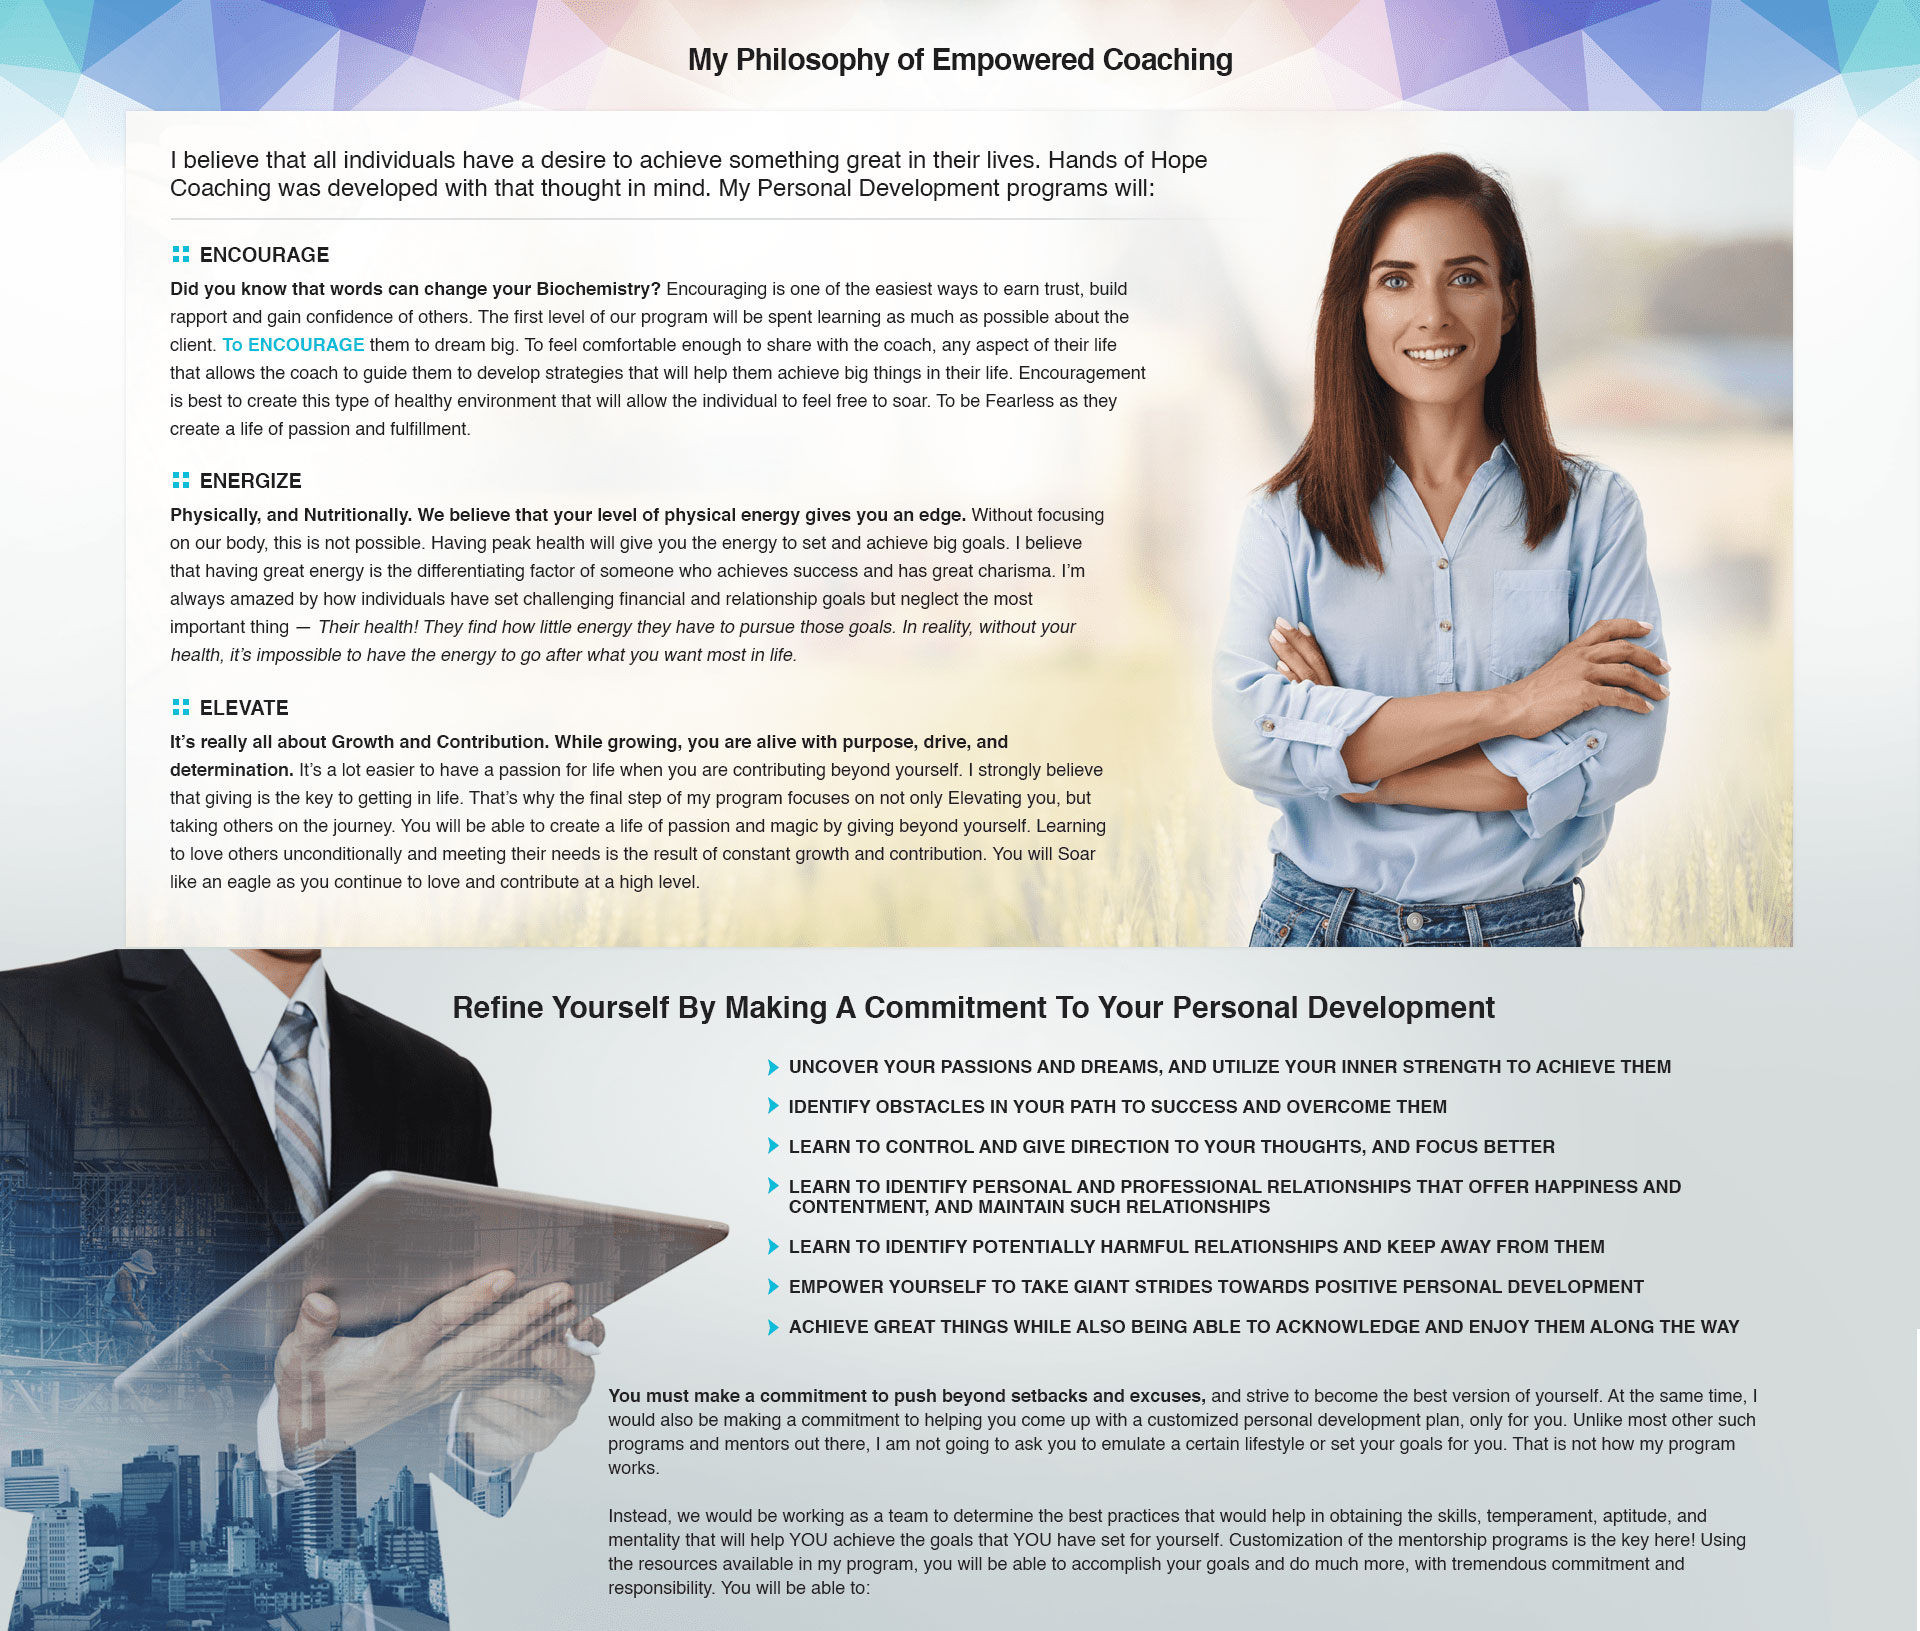 My Philosophy of Empowered Coaching
I believe that all individuals have a desire to achieve something great in their lives. Hands of Hope
Coaching was developed with that thought in mind. My Personal Development programs will:
ENCOURAGE
Did you know that words can change your Biochemistry? Encouraging is one of the easiest ways to earn trust, build
rapport and gain confidence of others. The first level of our program will be spent learning as much as possible about the
client. To ENCOURAGE them to dream big. To feel comfortable enough to share with the coach, any aspect of their life
that allows the coach to guide them to develop strategies that will help them achieve big things in their life. Encouragement
is best to create this type of healthy environment that will allow the individual to feel free to soar. To be Fearless as they
create a life of passion and fulfillment.
ENERGIZE
Physically, and Nutritionally. We believe that your level of physical energy gives you an edge. Without focusing
on our body, this is not possible. Having peak health will give you the energy to set and achieve big goals. I believe
that having great energy is the differentiating factor of someone who achieves success and has great charisma. I’m
always amazed by how individuals have set challenging financial and relationship goals but neglect the most
important thing — Their health! They find how little energy they have to pursue those goals. In reality, without your
health, it’s impossible to have the energy to go after what you want most in life.
ELEVATE
It’s really all about Growth and Contribution. While growing, you are alive with purpose, drive, and
determination. It’s a lot easier to have a passion for life when you are contributing beyond yourself. I strongly believe
that giving is the key to getting in life. That’s why the final step of my program focuses on not only Elevating you, but
taking others on the journey. You will be able to create a life of passion and magic by giving beyond yourself. Learning
to love others unconditionally and meeting their needs is the result of constant growth and contribution. You will Soar
like an eagle as you continue to love and contribute at a high level.
Refine Yourself By Making A Commitment To Your Personal Development
UNCOVER YOUR PASSIONS AND DREAMS, AND UTILIZE YOUR INNER STRENGTH TO ACHIEVE THEM
IDENTIFY OBSTACLES IN YOUR PATH TO SUCCESS AND OVERCOME THEM
LEARN TO CONTROL AND GIVE DIRECTION TO YOUR THOUGHTS, AND FOCUS BETTER
LEARN TO IDENTIFY PERSONAL AND PROFESSIONAL RELATIONSHIPS THAT OFFER HAPPINESS AND
CONTENTMENT, AND MAINTAIN SUCH RELATIONSHIPS
LEARN TO IDENTIFY POTENTIALLY HARMFUL RELATIONSHIPS AND KEEP AWAY FROM THEM
EMPOWER YOURSELF TO TAKE GIANT STRIDES TOWARDS POSITIVE PERSONAL DEVELOPMENT
ACHIEVE GREAT THINGS WHILE ALSO BEING ABLE TO ACKNOWLEDGE AND ENJOY THEM ALONG THE WAY
You must make a commitment to push beyond setbacks and excuses, and strive to become the best version of yourself. At the same time, I
would also be making a commitment to helping you come up with a customized personal development plan, only for you. Unlike most other such
programs and mentors out there, I am not going to ask you to emulate a certain lifestyle or set your goals for you. That is not how my program
works.
Instead, we would be working as a team to determine the best practices that would help in obtaining the skills, temperament, aptitude, and
mentality that will help YOU achieve the goals that YOU have set for yourself. Customization of the mentorship programs is the key here! Using
the resources available in my program, you will be able to accomplish your goals and do much more, with tremendous commitment and
responsibility. You will be able to: